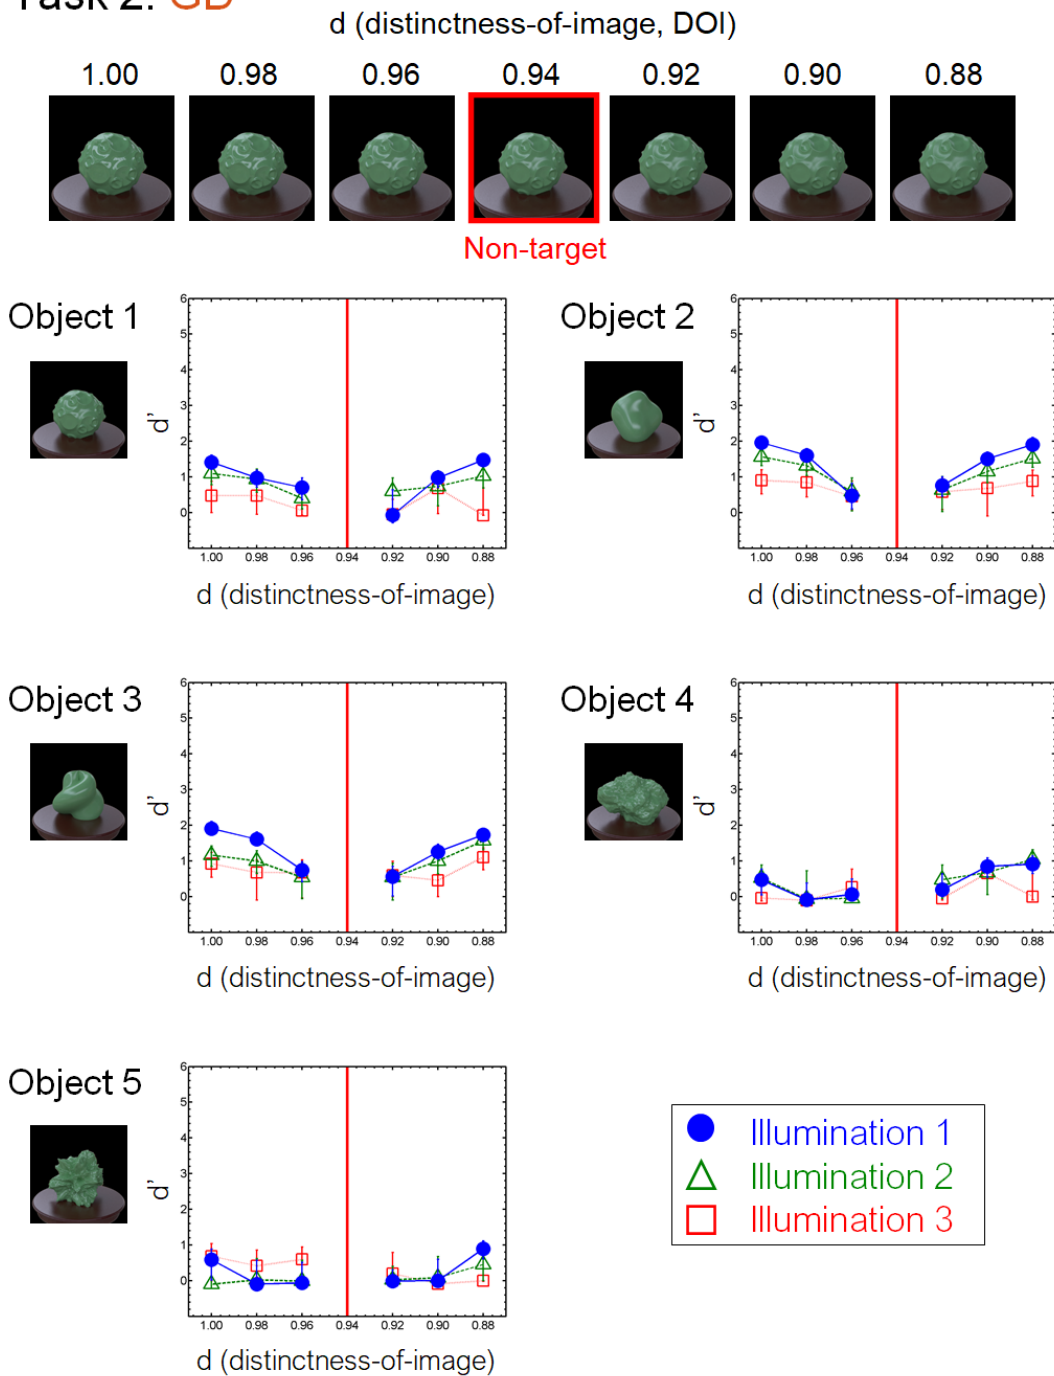 Task 2: GD
d (distinctness-of-image, DOI)
1.00 0.98 0.96 0.94 0.92 0.90 0.88
Non-target
Object 1
6
5
4
3
2
1
0
d'
1.00 0.98 0.96 0.94 0.92 0.90 0.88
d (distinctness-of-image)
Object 2
6
5
4
3
2
1
0
d'
1.00 0.98 0.96 0.94 0.92 0.90 0.88
d (distinctness-of-image)
Object 3
6
5
4
3
2
1
0
d'
1.00 0.98 0.96 0.94 0.92 0.90 0.88
d (distinctness-of-image)
Object 4
6
5
4
3
2
1
0
d'
1.00 0.98 0.96 0.94 0.92 0.90 0.88
d (distinctness-of-image)
Object 5
6
5
4
3
2
1
0
d'
1.00 0.98 0.96 0.94 0.92 0.90 0.88
d (distinctness-of-image)
Illumination 1
Illumination 2
Illumination 3